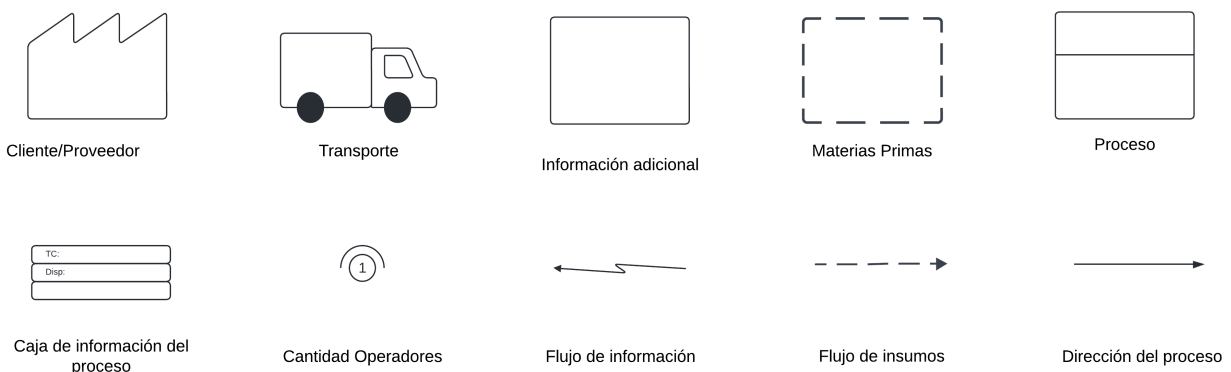 Cliente/Proveedor
Transporte
Información adicional
Materias Primas
Proceso
TC:
Disp:
1
Caja de información del
proceso
Cantidad Operadores
Flujo de información
Flujo de insumos
Dirección del proceso